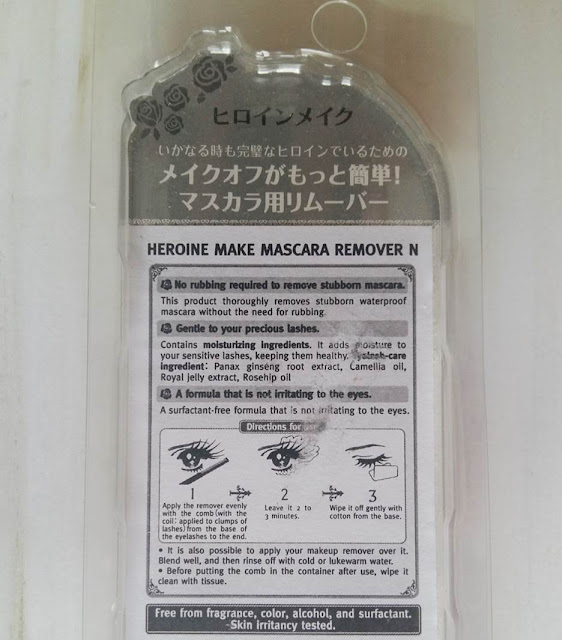 ヒロインメイク
いかなる時も完璧なヒロインでいるための
メイクオフがもっと簡単!
マスカラ用リムーバー
HEROINE MAKE MASCARA REMOVER N
No rubbing required to remove stubborn mascara.
This product thoroughly removes stubborn waterproof
mascara without the need for rubbing.
Gentle to your precious lashes.
Contains moisturizing ingredients. It adds moisture to
your sensitive lashes, keeping them healthy. Eyelash-care
ingredient: Panax ginseng root extract, Camellia oil,
Royal jelly extract, Rosehip oil
A formula that is not irritating to the eyes.
A surfactant-free formula that is not irritating to the eyes.
Directions for use
1
Apply the remover evenly
with the comb (with the
coil: applied to clumps of
lashes) from the base of
the eyelashes to the end.
2
Leave it 2 to
3 minutes.
3
Wipe it off gently with
cotton from the base.
• It is also possible to apply your makeup remover over it.
Blend well, and then rinse off with cold or lukewarm water.
• Before putting the comb in the container after use, wipe it
clean with tissue.
Free from fragrance, color, alcohol, and surfactant.
-Skin irritancy tested.